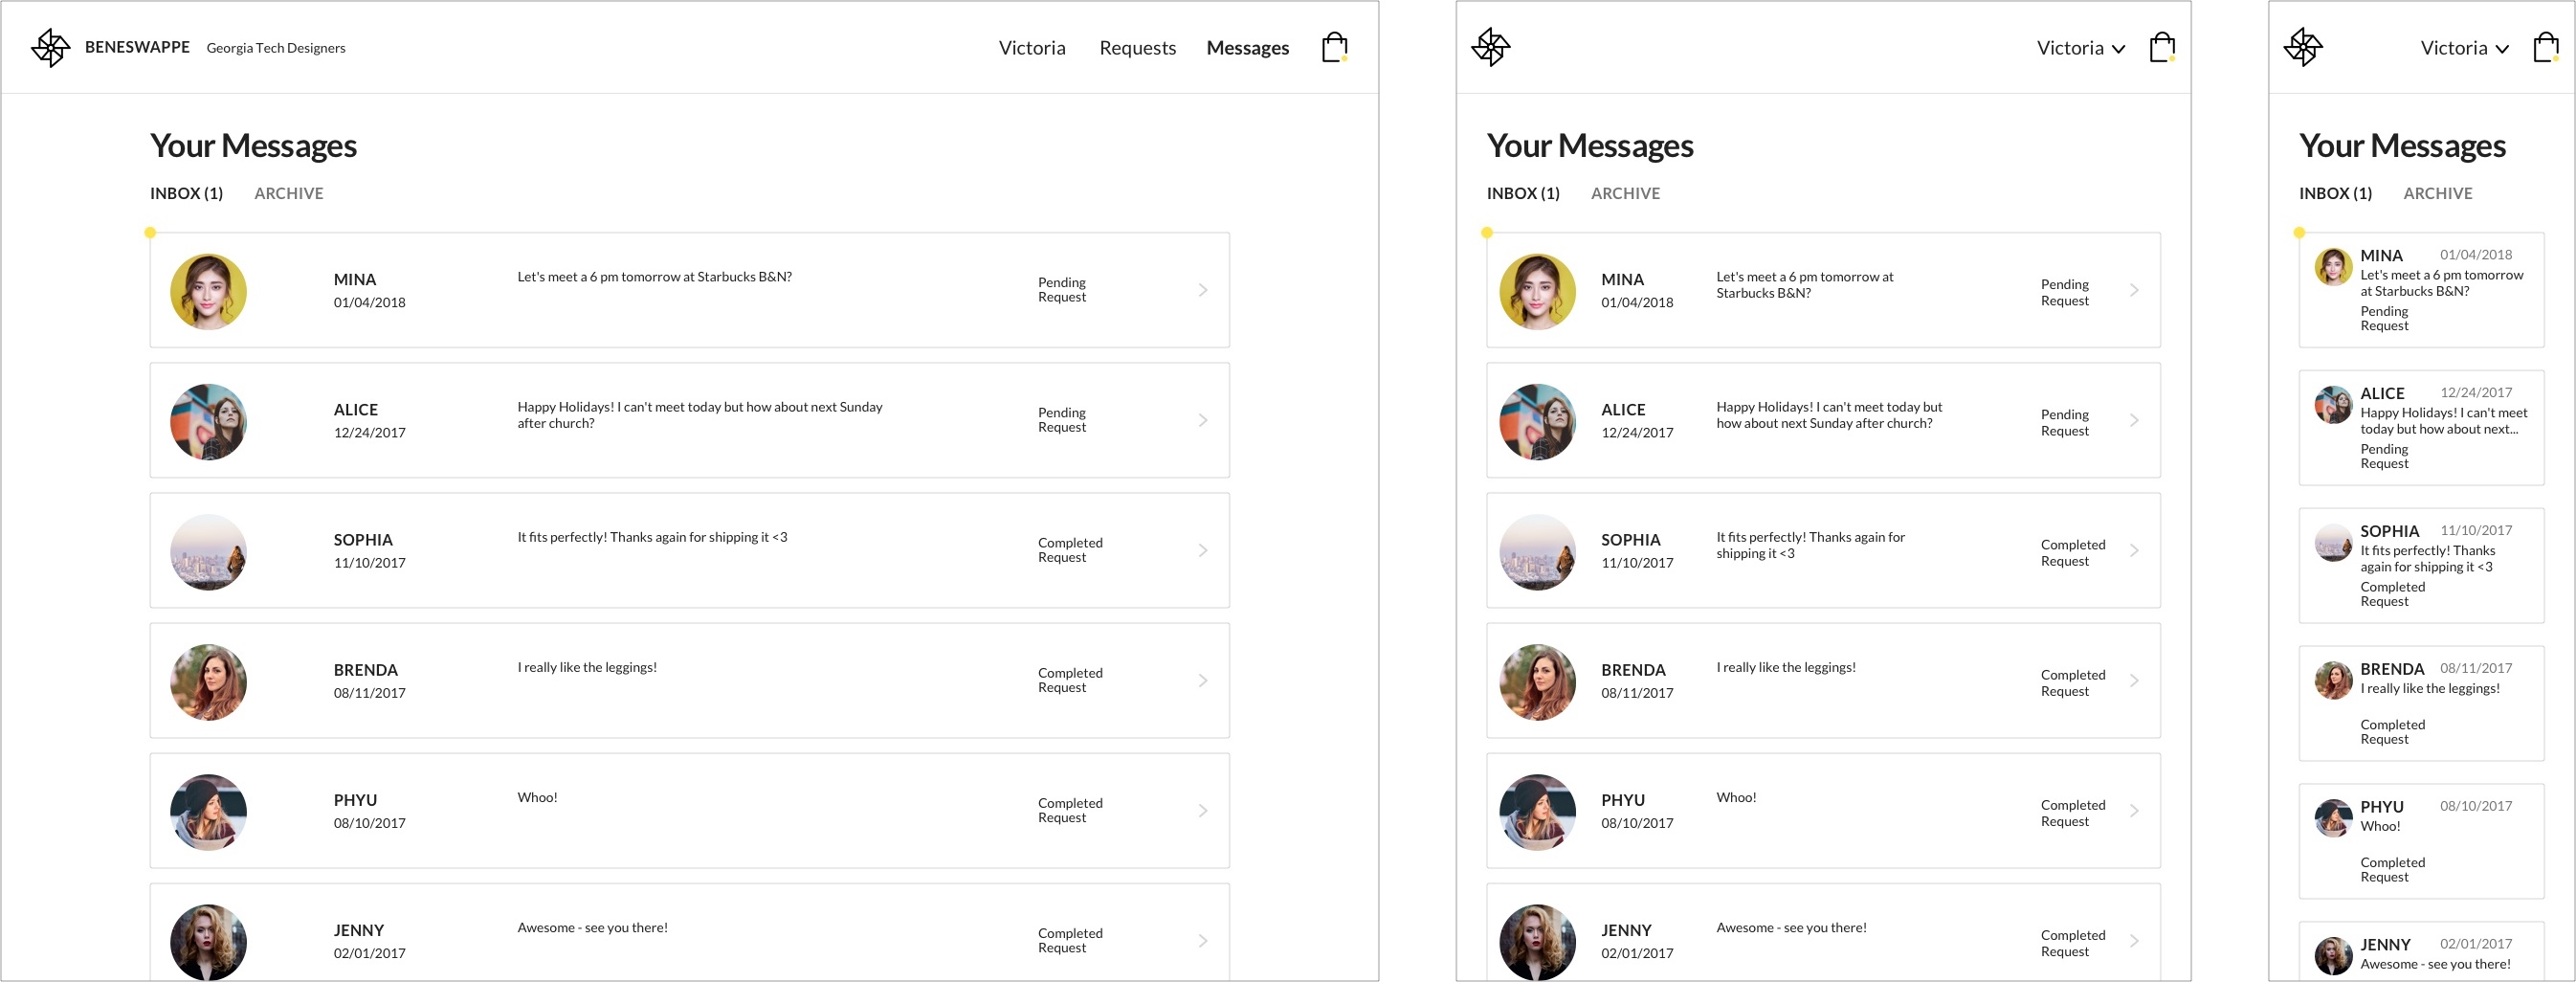 BENESWAPPE Georgia Tech Designers Victoria Requests Messages
Your Messages
INBOX (1) ARCHIVE
MINA
01/04/2018
Let's meet a 6 pm tomorrow at Starbucks B&N?
Pending
Request
ALICE
12/24/2017
Happy Holidays! I can't meet today but how about next Sunday
after church?
Pending
Request
SOPHIA
11/10/2017
It fits perfectly! Thanks again for shipping it <3
Completed
Request
BRENDA
08/11/2017
I really like the leggings!
Completed
Request
PHYU
08/10/2017
Whoo!
Completed
Request
JENNY
02/01/2017
Awesome - see you there!
Completed
Request
Victoria
Your Messages
INBOX (1) ARCHIVE
MINA
01/04/2018
Let's meet a 6 pm tomorrow at
Starbucks B&N?
Pending
Request
ALICE
12/24/2017
Happy Holidays! I can't meet today but
how about next Sunday after church?
Pending
Request
SOPHIA
11/10/2017
It fits perfectly! Thanks again for
shipping it <3
Completed
Request
BRENDA
08/11/2017
I really like the leggings!
Completed
Request
PHYU
08/10/2017
Whoo!
Completed
Request
JENNY
02/01/2017
Awesome - see you there!
Completed
Request
Victoria
Your Messages
INBOX (1) ARCHIVE
MINA 01/04/2018
Let's meet a 6 pm tomorrow
at Starbucks B&N?
Pending
Request
ALICE 12/24/2017
Happy Holidays! I can't meet
today but how about next...
Pending
Request
SOPHIA 11/10/2017
It fits perfectly! Thanks
again for shipping it <3
Completed
Request
BRENDA 08/11/2017
I really like the leggings!
Completed
Request
PHYU 08/10/2017
Whoo!
Completed
Request
JENNY 02/01/2017
Awesome - see you there!